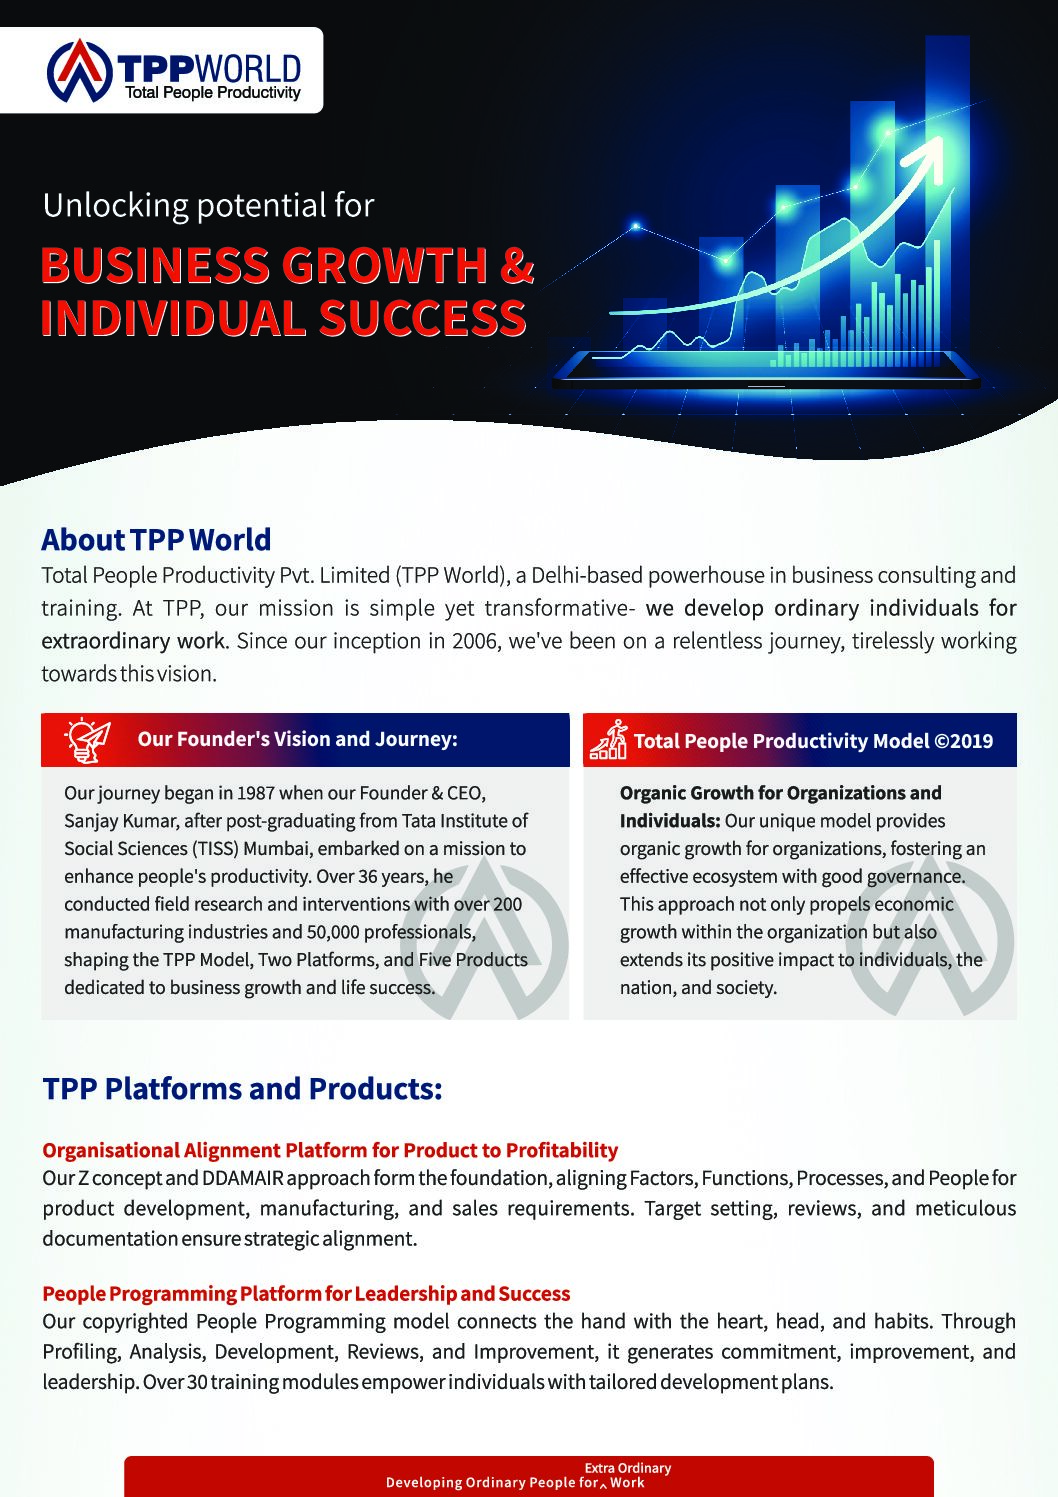 TPPWORLD
Total People Productivity
Unlocking potential for
BUSINESS GROWTH &
INDIVIDUAL SUCCESS
About TPP World
Total People Productivity Pvt. Limited (TPP World), a Delhi-based powerhouse in business consulting and
training. At TPP, our mission is simple yet transformative- we develop ordinary individuals for
extraordinary work. Since our inception in 2006, we've been on a relentless journey, tirelessly working
towards this vision.
Our Founder's Vision and Journey:
Our journey began in 1987 when our Founder & CEO,
Sanjay Kumar, after post-graduating from Tata Institute of
Social Sciences (TISS) Mumbai, embarked on a mission to
enhance people's productivity. Over 36 years, he
conducted field research and interventions with over 200
manufacturing industries and 50,000 professionals,
shaping the TPP Model, Two Platforms, and Five Products
dedicated to business growth and life success.
Total People Productivity Model ©2019
Organic Growth for Organizations and
Individuals: Our unique model provides
organic growth for organizations, fostering an
effective ecosystem with good governance.
This approach not only propels economic
growth within the organization but also
extends its positive impact to individuals, the
nation, and society.
TPP Platforms and Products:
Organisational Alignment Platform for Product to Profitability
Our Z concept and DDAMAIR approach form the foundation, aligning Factors, Functions, Processes, and People for
product development, manufacturing, and sales requirements. Target setting, reviews, and meticulous
documentation ensure strategic alignment.
People Programming Platform for Leadership and Success
Our copyrighted People Programming model connects the hand with the heart, head, and habits. Through
Profiling, Analysis, Development, Reviews, and Improvement, it generates commitment, improvement, and
leadership. Over 30 training modules empower individuals with tailored development plans.
Extra Ordinary
Developing Ordinary People for ^ Work